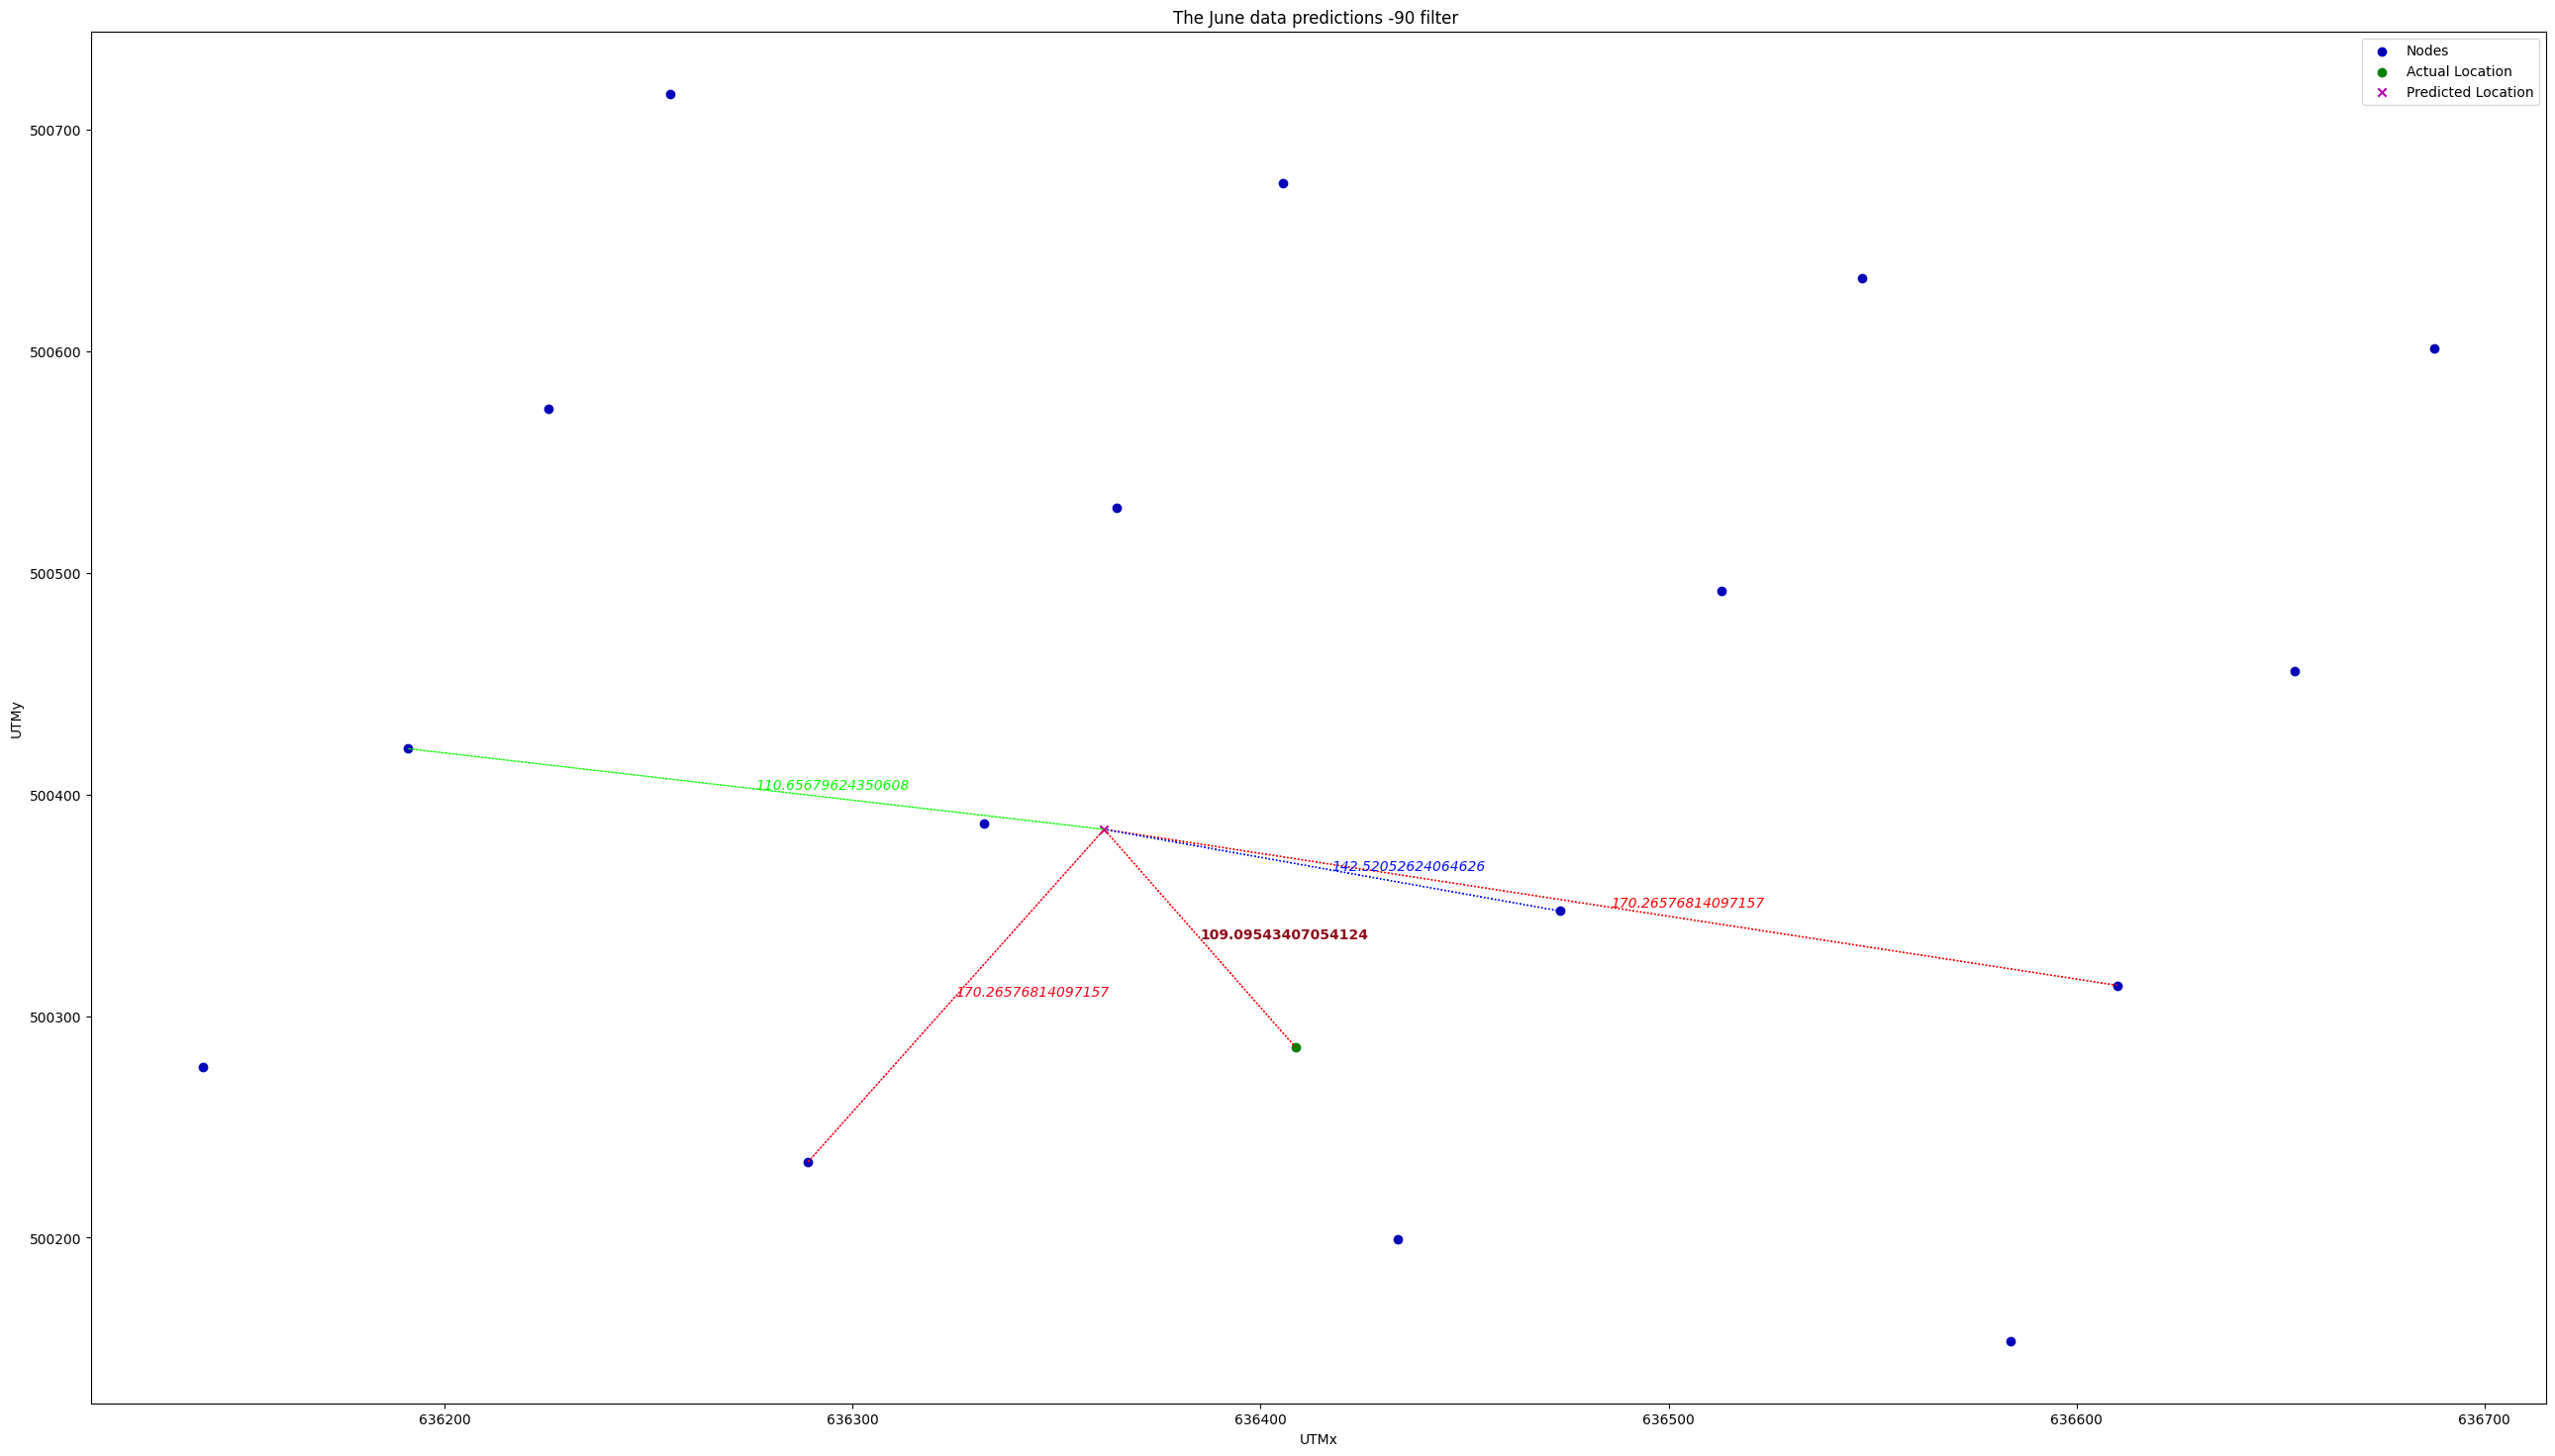 The June data predictions -90 filter
Nodes
Actual Location
Predicted Location
500700
500600
500500
500400
500300
500200
UTMy
110.65679624350608
142.52052624064626
170.26576814097157
109.09543407054124
170.26576814097157
636200
636300
636400
636500
636600
636700
UTMx